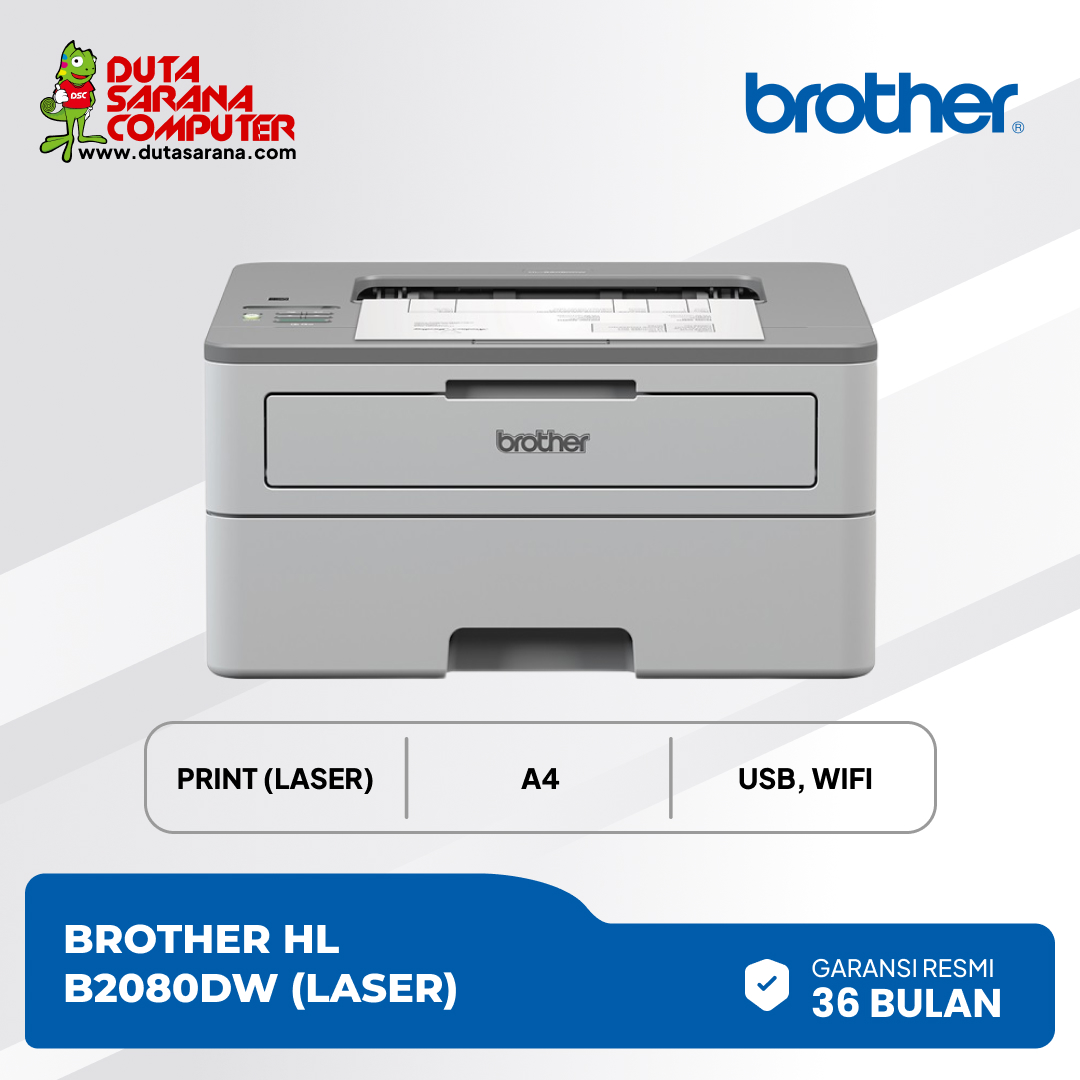 DUTA
SARANA
COMPUTER
www.dutasarana.com
DSC
brother®
brother
PRINT (LASER)
A4
USB, WIFI
BROTHER HL
B2080DW (LASER)
GARANSI RESMI
36 BULAN